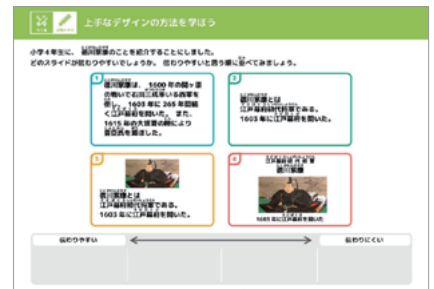 上手なデザインの方法を学ぼう
小学4年生に、徳川家康のことを紹介することにしました。
どのスライドが伝わりやすいでしょうか。 伝わりやすいと思う順に並べてみましょう。
1
徳川家康は、1600年の関ヶ原
の戦いで石田三成率いる西軍を
倒し、1603年に265年間続
く江戸幕府を開いた。また、
1615年の大坂夏の陣により
豊臣氏を滅ぼした。
2
徳川家康とは
江戸幕府初代将軍である。
1603年に江戸幕府を開いた。
3
徳川家康とは
江戸幕府初代将軍である。
1603年に江戸幕府を開いた。
4
江戸幕府初代将軍
徳川家康
1603年に江戸幕府を開いた
伝わりやすい
伝わりにくい